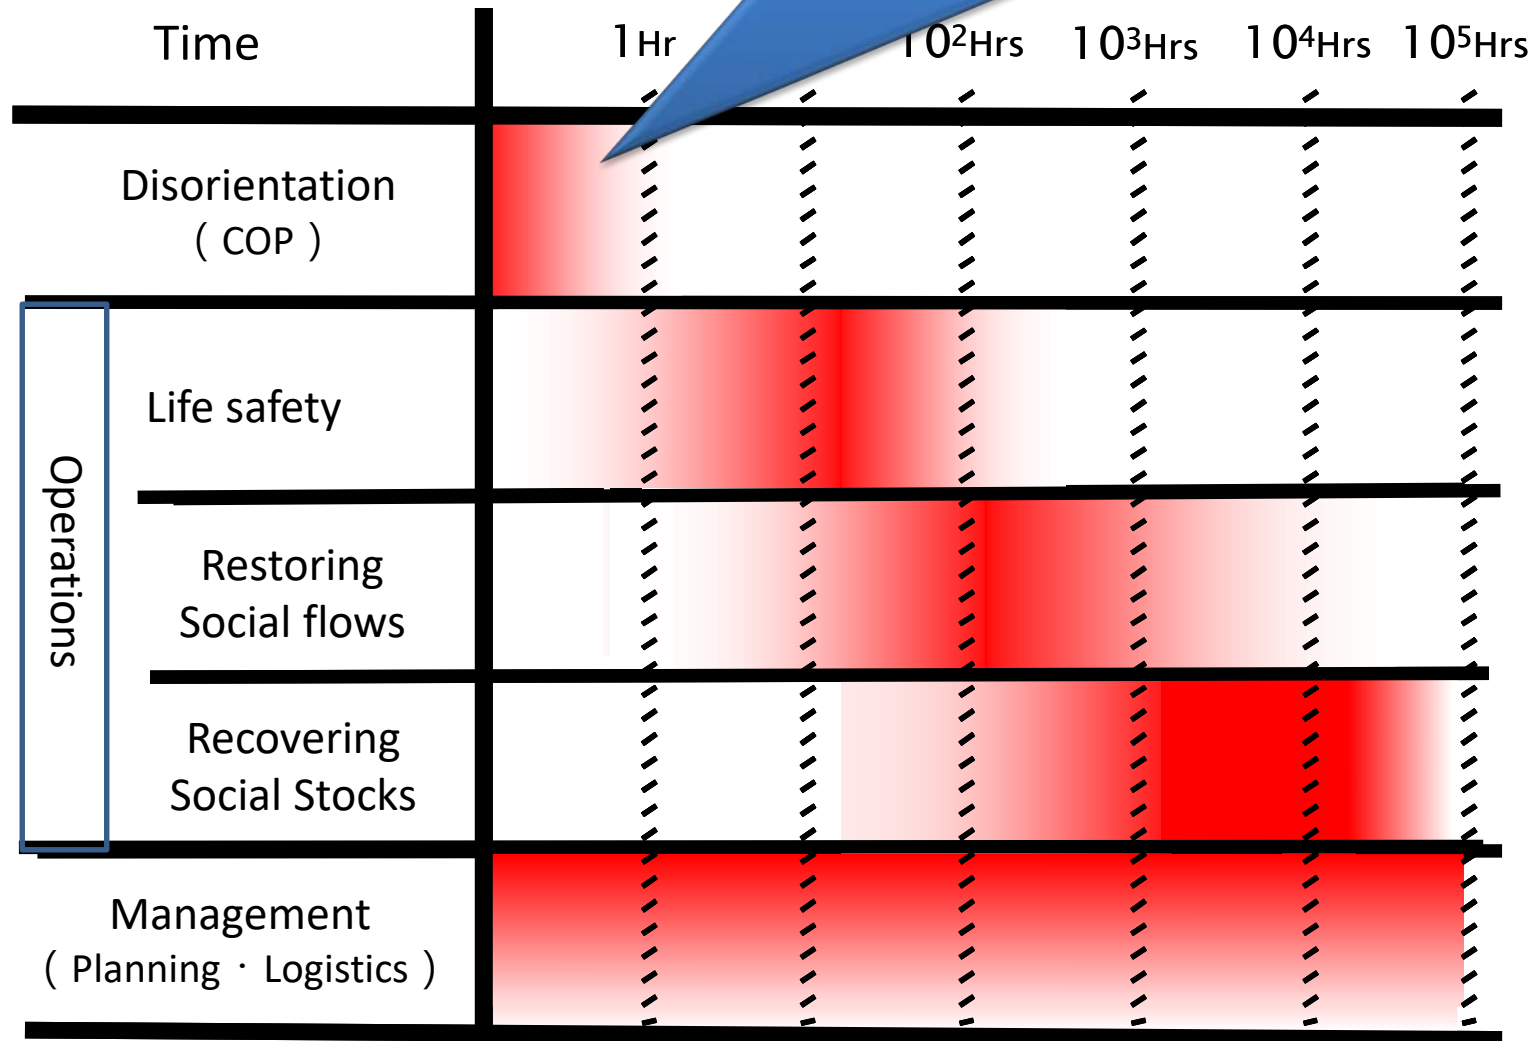 Time 1Hr 10²Hrs 10³Hrs 10⁴Hrs 10⁵Hrs
Disorientation
( COP )
Operations
Life safety
Restoring
Social flows
Recovering
Social Stocks
Management
( Planning · Logistics )